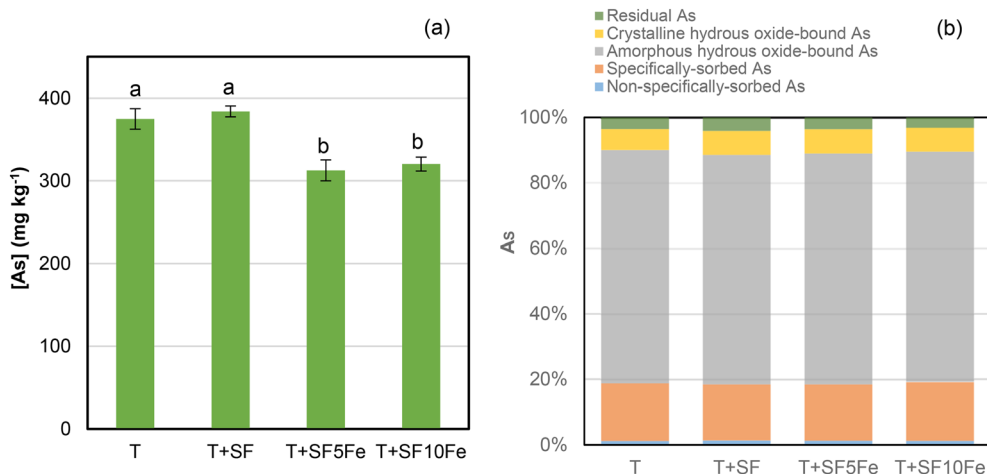 (a)
[As] (mg kg⁻¹)
400
300
200
100
0
a
a
b
b
T
T+SF
T+SF5Fe
T+SF10Fe
(b)
Residual As
Crystalline hydrous oxide-bound As
Amorphous hydrous oxide-bound As
Specifically-sorbed As
Non-specifically-sorbed As
As
100%
80%
60%
40%
20%
0%
T
T+SF
T+SF5Fe
T+SF10Fe